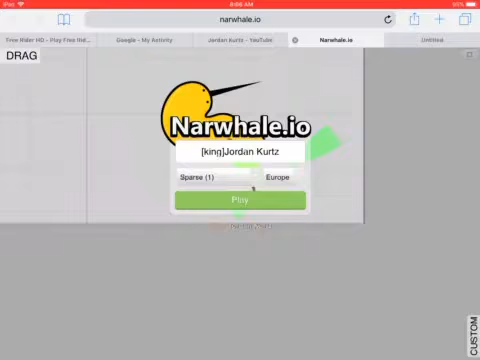 iPad
8:06 AM
narwhale.io
Free Rider HD - Play Free Rid...
Google - My Activity
Jordan Kurtz - YouTube
Narwhale.io
Untitled
DRAG
Narwhale.io
[king]Jordan Kurtz
Sparse (1)
Europe
Play
CUSTOM